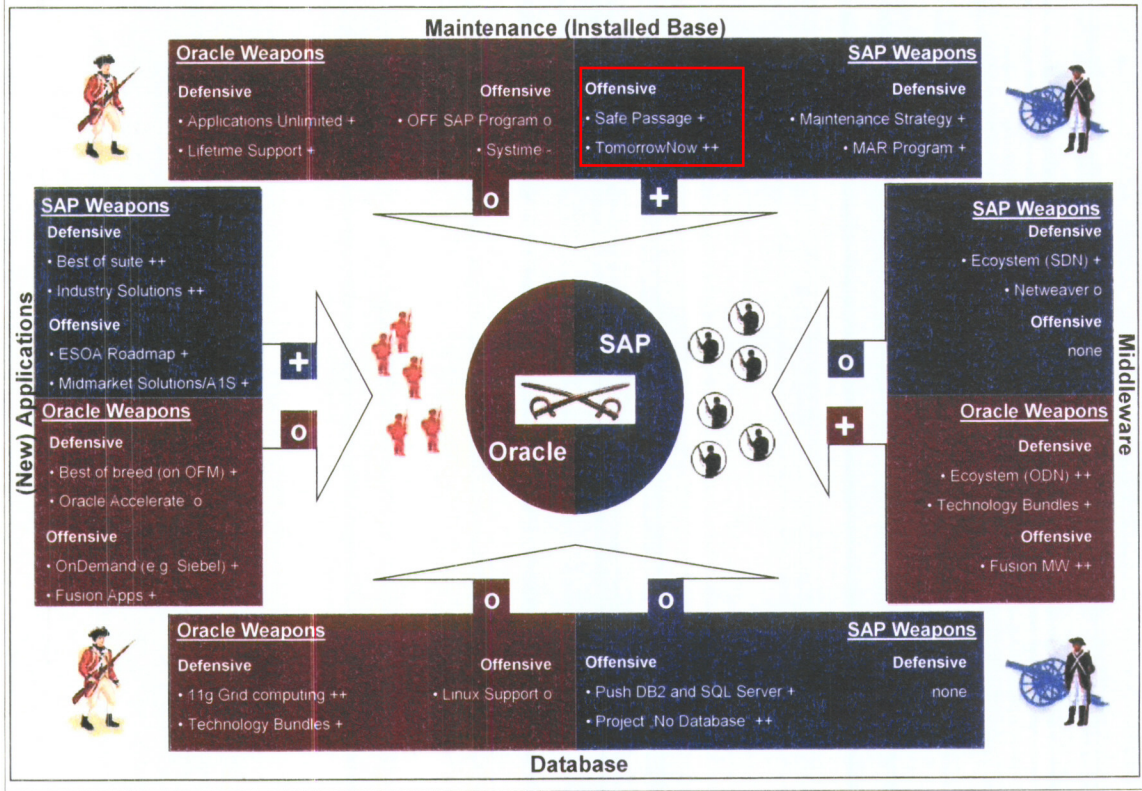 Maintenance (Installed Base)
Oracle Weapons
Defensive
• Applications Unlimited +
• Lifetime Support +
Offensive
• OFF SAP Program o
• Systime -
SAP Weapons
Offensive
• Safe Passage +
• TomorrowNow ++
Defensive
• Maintenance Strategy +
• MAR Program +
o
+
(New) Applications
SAP Weapons
Defensive
• Best of suite ++
• Industry Solutions ++
Offensive
• ESOA Roadmap +
• Midmarket Solutions/A1S +
Oracle Weapons
Defensive
• Best of breed (on OFM) +
• Oracle Accelerate o
Offensive
• OnDemand (e g Siebel) +
• Fusion Apps +
+
o
SAP
Oracle
o
+
Middleware
SAP Weapons
Defensive
• Ecoystem (SDN) +
• Netweaver o
Offensive
none
Oracle Weapons
Defensive
• Ecosystem (ODN) ++
• Technology Bundles +
Offensive
• Fusion MW ++
o
o
Oracle Weapons
Defensive
• 11g Grid computing ++
• Technology Bundles +
Offensive
• Linux Support o
SAP Weapons
Offensive
• Push DB2 and SQL Server +
• Project „No Database" ++
Defensive
none
Database